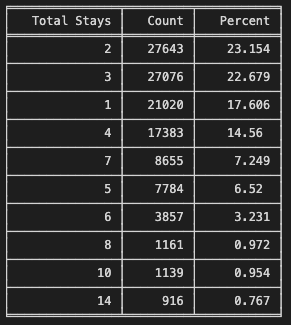 Total Stays Count Percent
2 27643 23.154
3 27076 22.679
1 21020 17.606
4 17383 14.56
7 8655 7.249
5 7784 6.52
6 3857 3.231
8 1161 0.972
10 1139 0.954
14 916 0.767